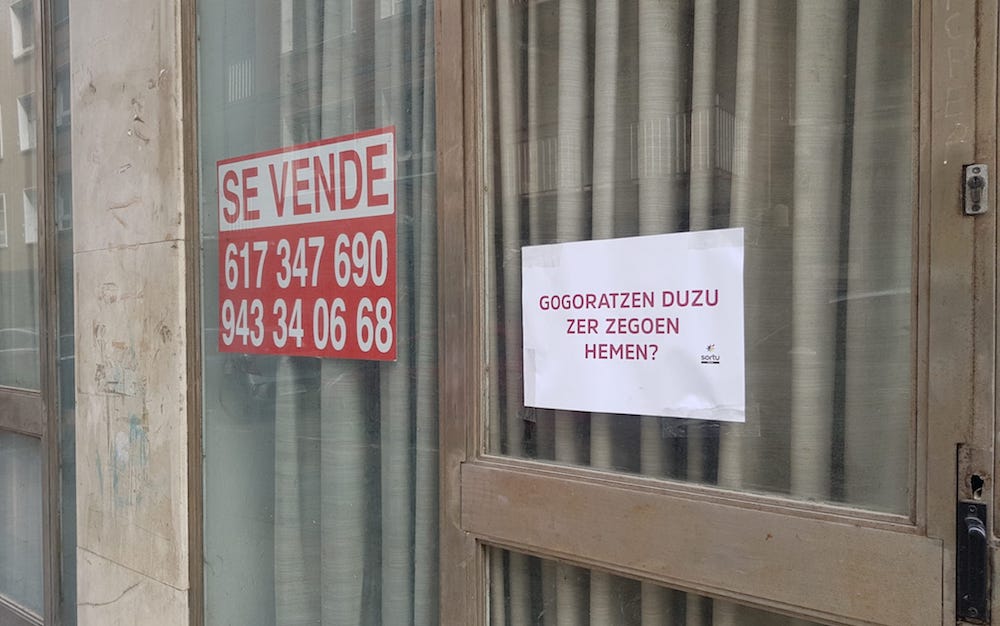 SE VENDE
617 347 690
943 34 06 68
GOGORATZEN DUZU
ZER ZEGOEN
HEMEN?
sortu